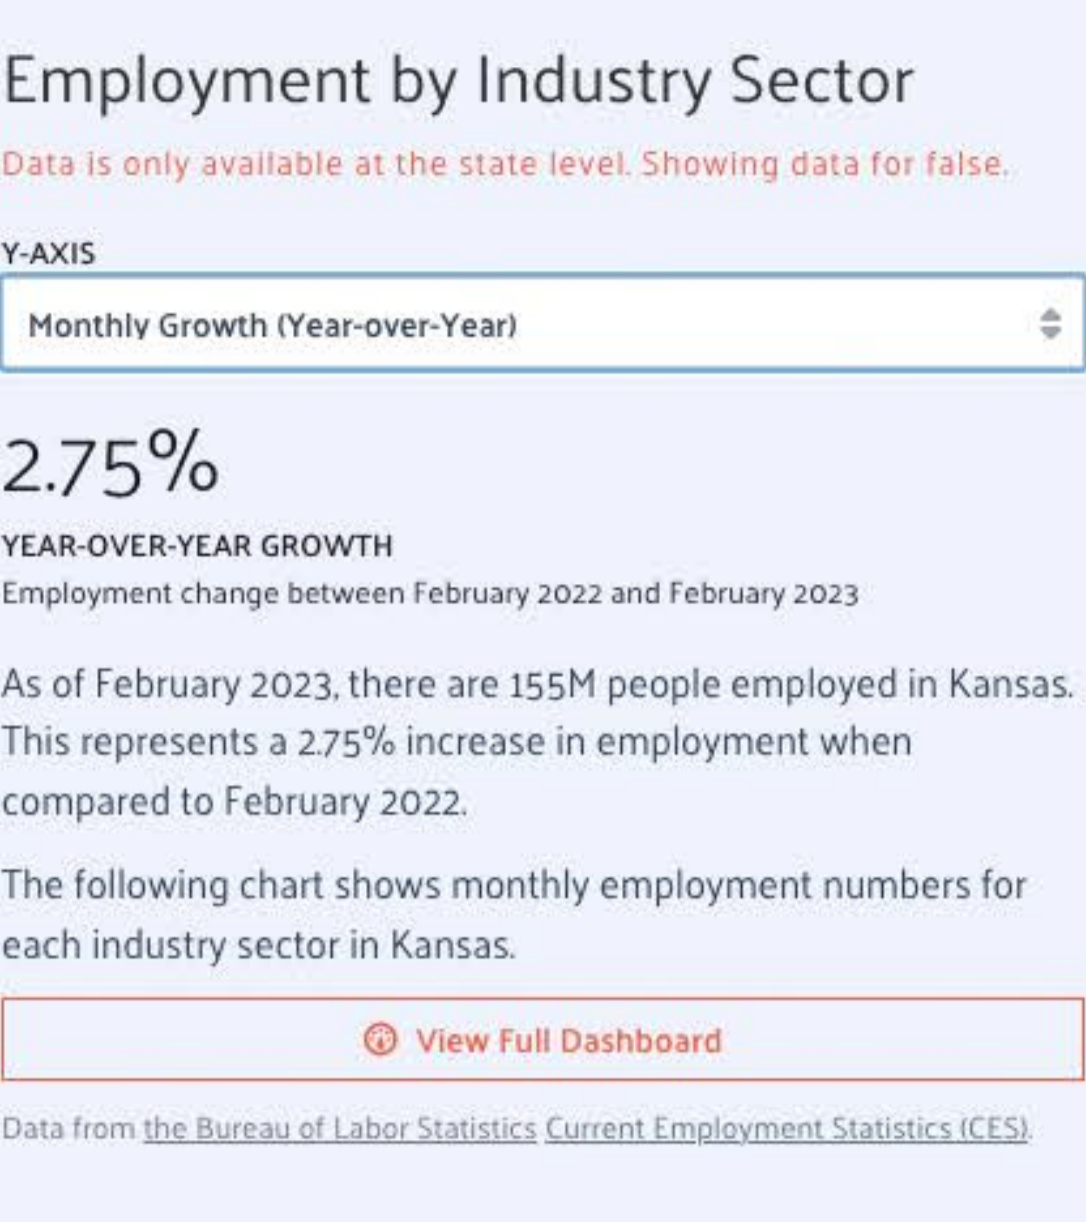 Employment by Industry Sector
Data is only available at the state level. Showing data for false.
Y-AXIS
Monthly Growth (Year-over-Year)
2.75%
YEAR-OVER-YEAR GROWTH
Employment change between February 2022 and February 2023
As of February 2023, there are 155M people employed in Kansas.
This represents a 2.75% increase in employment when
compared to February 2022.
The following chart shows monthly employment numbers for
each industry sector in Kansas.
View Full Dashboard
Data from the Bureau of Labor Statistics Current Employment Statistics (CES).